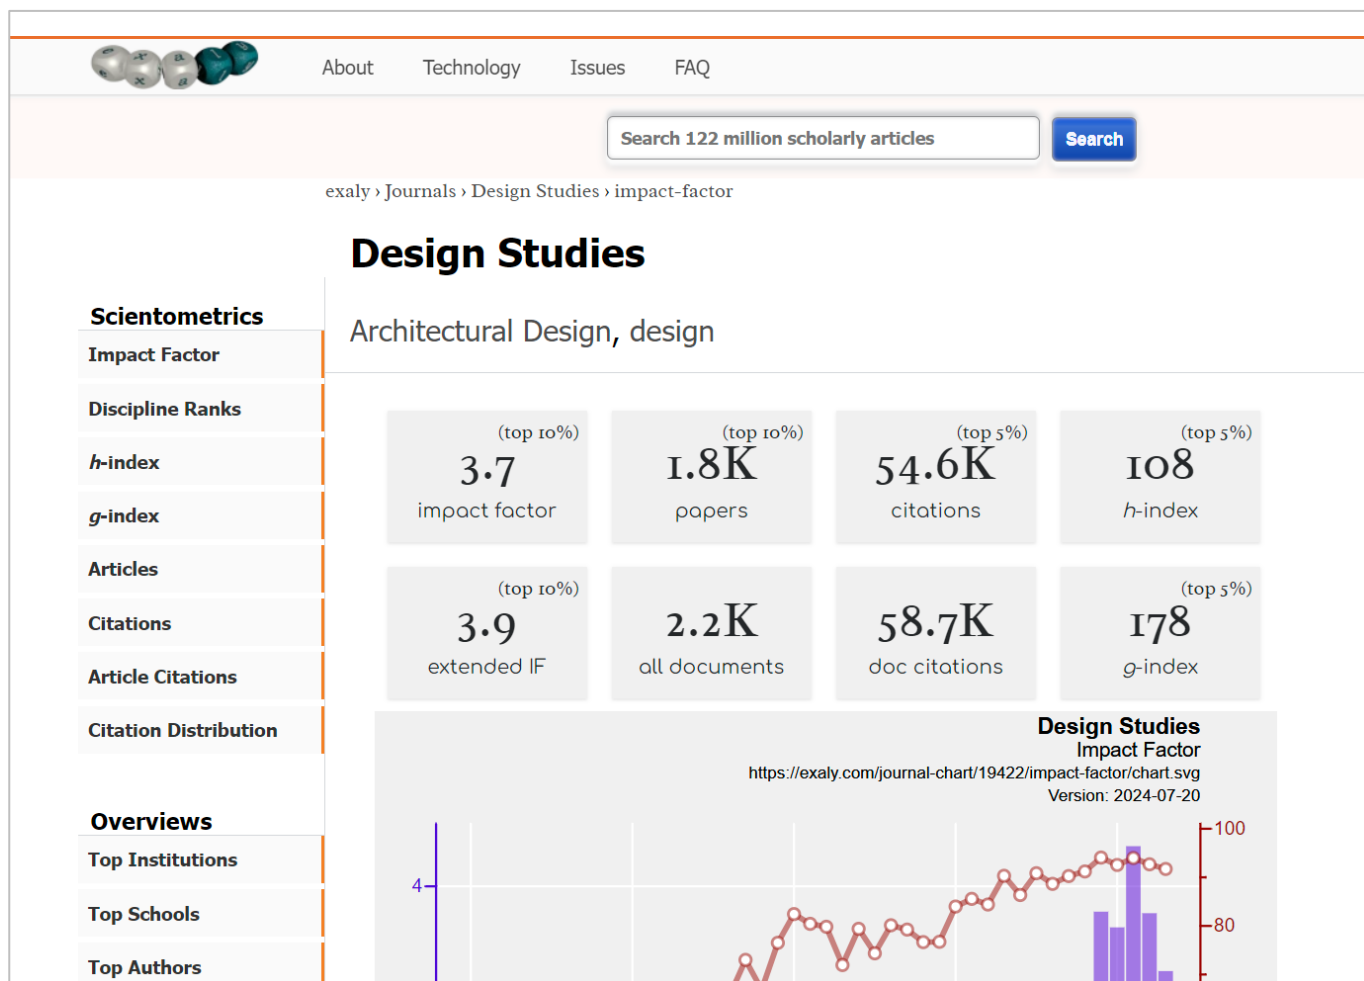 About Technology Issues FAQ
Search 122 million scholarly articles Search
exaly › Journals › Design Studies › impact-factor
Design Studies
Architectural Design, design
Scientometrics
Impact Factor
Discipline Ranks
h-index
g-index
Articles
Citations
Article Citations
Citation Distribution
Overviews
Top Institutions
Top Schools
Top Authors
(top 10%)
3.7
impact factor
(top 10%)
1.8K
papers
(top 5%)
54.6K
citations
(top 5%)
108
h-index
(top 10%)
3.9
extended IF
2.2K
all documents
58.7K
doc citations
(top 5%)
178
g-index
Design Studies
Impact Factor
https://exaly.com/journal-chart/19422/impact-factor/chart.svg
Version: 2024-07-20
4
100
80